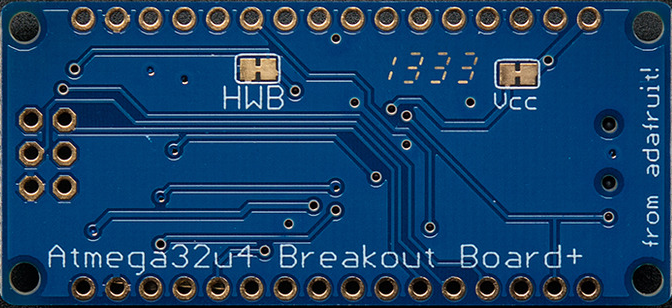 1333
HWB
Vcc
from adafruit!
Atmega32u4 Breakout Board+